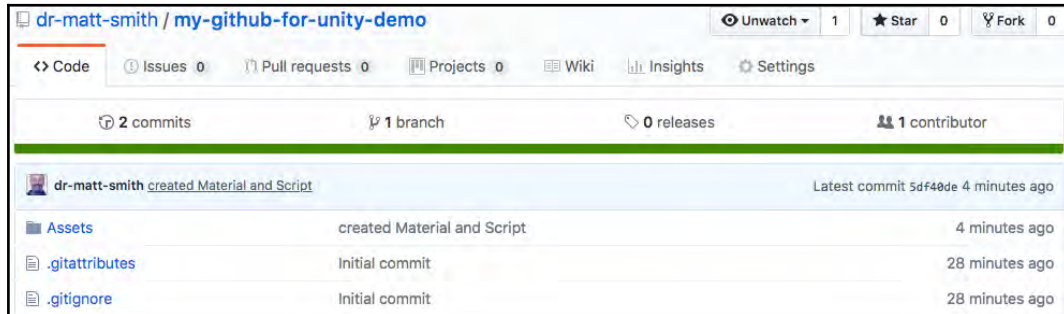 dr-matt-smith / my-github-for-unity-demo Unwatch 1 Star 0 Fork 0
Code Issues 0 Pull requests 0 Projects 0 Wiki Insights Settings
2 commits 1 branch 0 releases 1 contributor
dr-matt-smith created Material and Script Latest commit 5df40de 4 minutes ago
Assets created Material and Script 4 minutes ago
.gitattributes Initial commit 28 minutes ago
.gitignore Initial commit 28 minutes ago